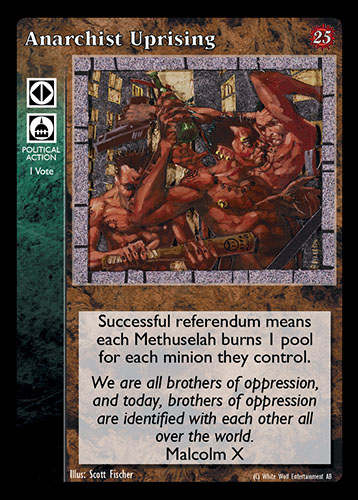 Anarchist Uprising
25
POLITICAL
ACTION
1 Vote
Successful referendum means
each Methuselah burns 1 pool
for each minion they control.
We are all brothers of oppression,
and today, brothers of oppression
are identified with each other all
over the world.
Malcolm X
Illus: Scott Fischer
(C) White Wolf Entertainment AB